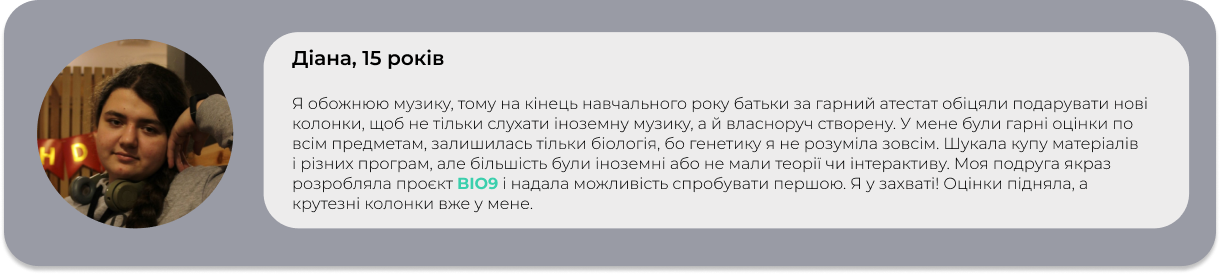 Діана, 15 років
Я обожнюю музику, тому на кінець навчального року батьки за гарний атестат обіцяли подарувати нові
колонки, щоб не тільки слухати іноземну музику, а й власноруч створену. У мене були гарні оцінки по
всім предметам, залишилась тільки біологія, бо генетику я не розуміла зовсім. Шукала купу матеріалів
і різних програм, але більшість були іноземні або не мали теорії чи інтерактиву. Моя подруга якраз
розробляла проєкт BIO9 і надала можливість спробувати першою. Я у захваті! Оцінки підняла, а
крутезні колонки вже у мене.
H D